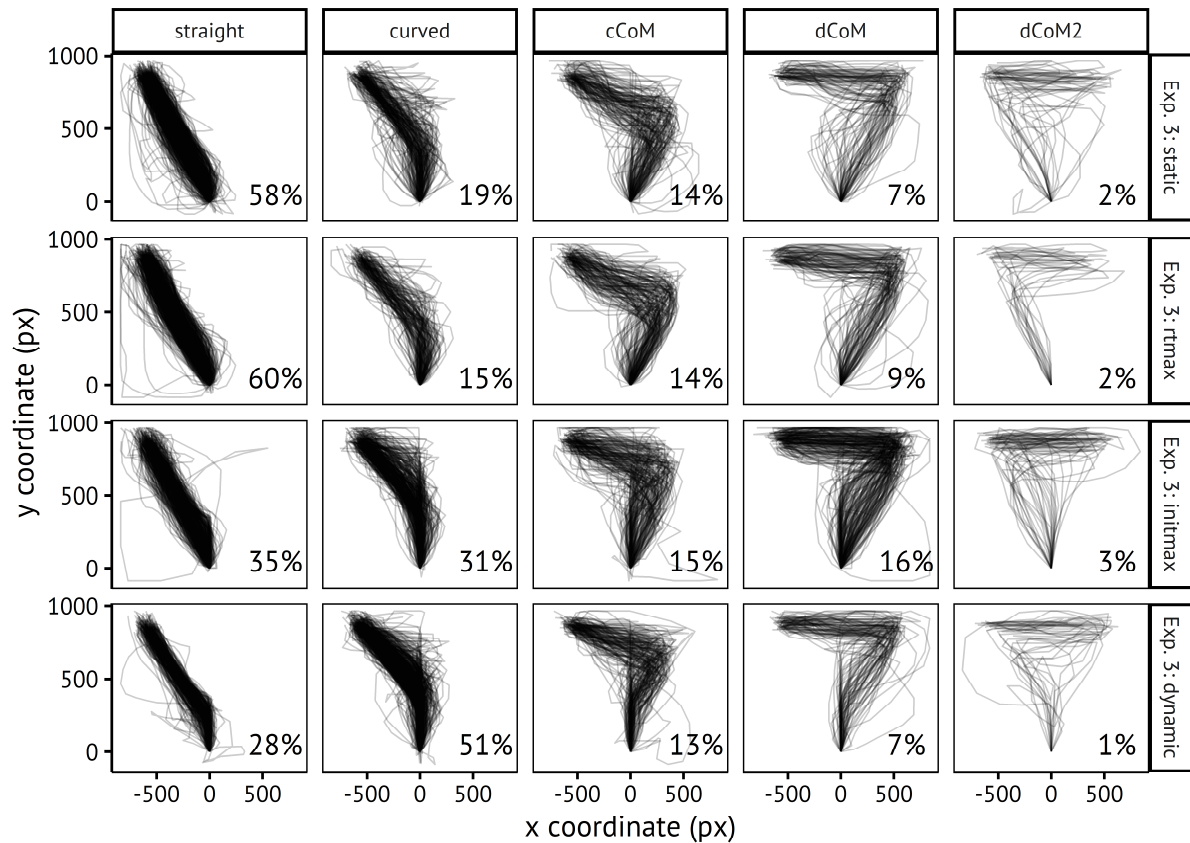 straight curved cCoM dCoM dCoM2
1000
500
0
58% 19% 14% 7% 2%
Exp. 3: static
1000
500
0
60% 15% 14% 9% 2%
Exp. 3: rtmax
1000
500
0
35% 31% 15% 16% 3%
Exp. 3: initmax
1000
500
0
28% 51% 13% 7% 1%
Exp. 3: dynamic
-500 0 500 -500 0 500 -500 0 500 -500 0 500 -500 0 500
x coordinate (px)
y coordinate (px)